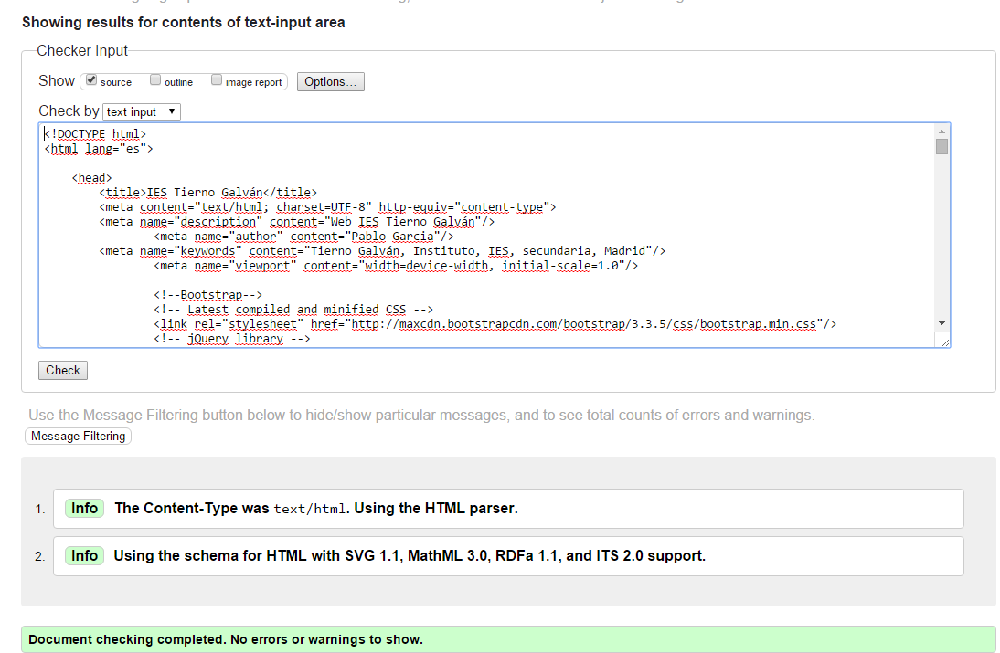 Showing results for contents of text-input area
Checker Input
Show source outline image report Options...
Check by text input
<!DOCTYPE html>
<html lang="es">
<head>
<title>IES Tierno Galván</title>
<meta content="text/html; charset=UTF-8" http-equiv="content-type">
<meta name="description" content="Web IES Tierno Galván"/>
<meta name="author" content="Pablo Garcia"/>
<meta name="keywords" content="Tierno Galván, Instituto, IES, secundaria, Madrid"/>
<meta name="viewport" content="width=device-width, initial-scale=1.0"/>
<!--Bootstrap-->
<!-- Latest compiled and minified CSS -->
<link rel="stylesheet" href="http://maxcdn.bootstrapcdn.com/bootstrap/3.3.5/css/bootstrap.min.css"/>
<!-- jQuery library -->
Check
Use the Message Filtering button below to hide/show particular messages, and to see total counts of errors and warnings.
Message Filtering
1. Info The Content-Type was text/html. Using the HTML parser.
2. Info Using the schema for HTML with SVG 1.1, MathML 3.0, RDFa 1.1, and ITS 2.0 support.
Document checking completed. No errors or warnings to show.